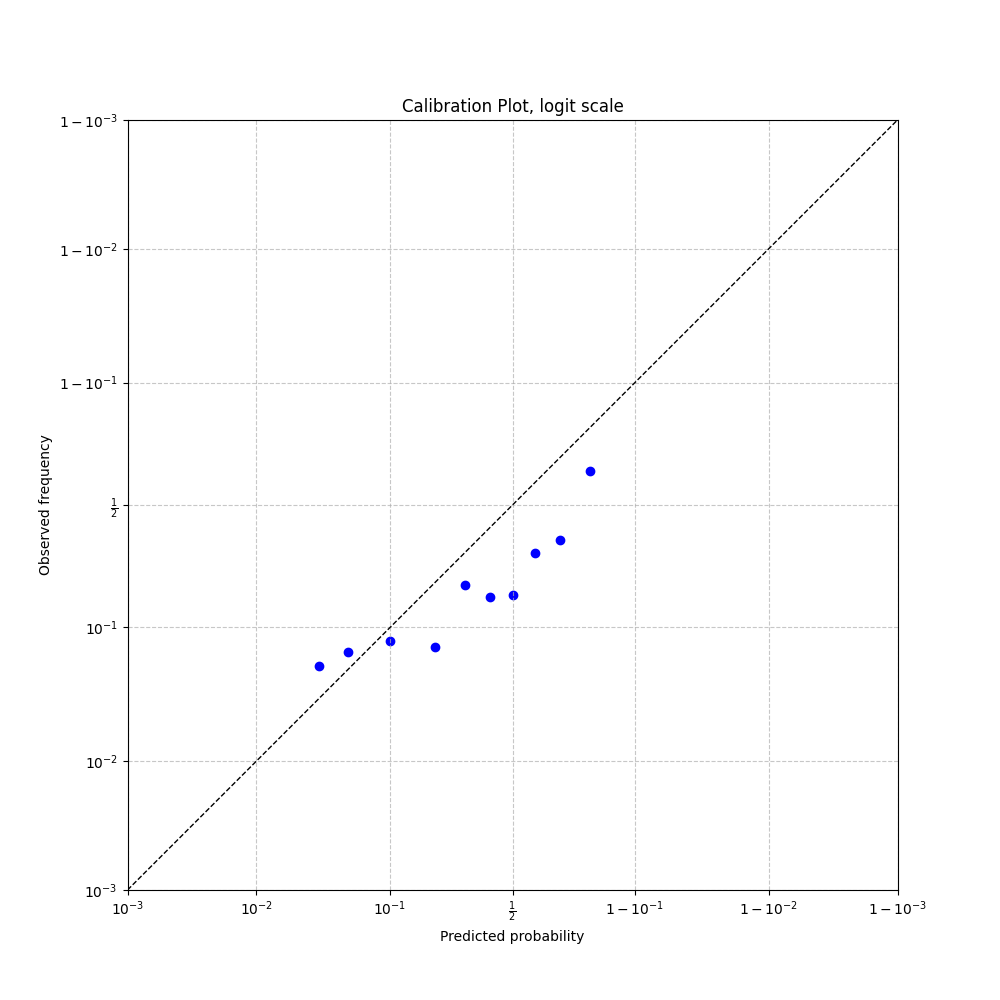 Calibration Plot, logit scale
1 − 10⁻³
1 − 10⁻²
1 − 10⁻¹
½
10⁻¹
10⁻²
10⁻³
Observed frequency
10⁻³ 10⁻² 10⁻¹ ½ 1 − 10⁻¹ 1 − 10⁻² 1 − 10⁻³
Predicted probability